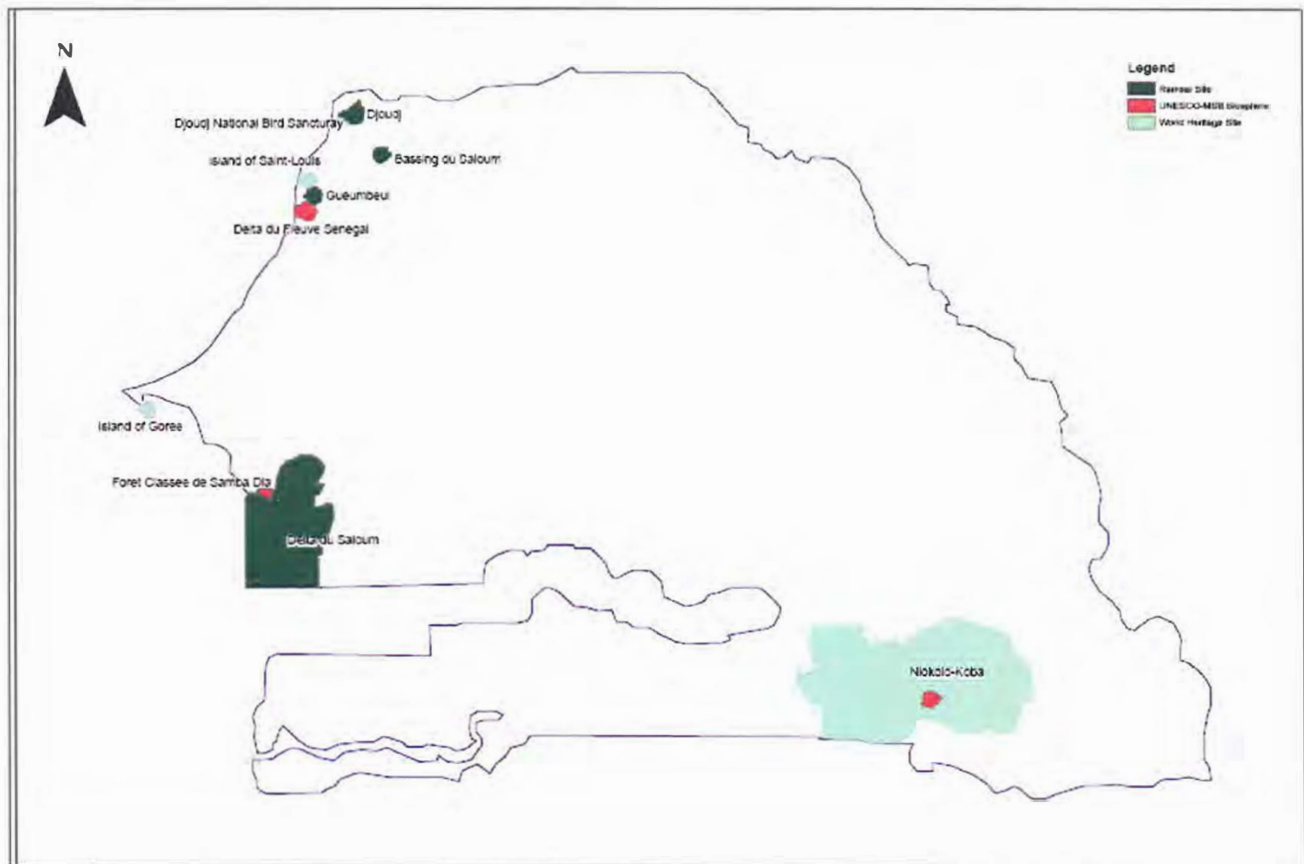 N
Legend
Ramsar Site
UNESCO-MSB Biosphere
World Heritage Site
Djoudj
Djoudj National Bird Sancturay
Bassing du Saloum
Island of Saint-Louis
Gueumbeul
Delta du Fleuve Senegal
Island of Goree
Foret Classee de Samba Dia
Delta du Saloum
Niokolo-Koba